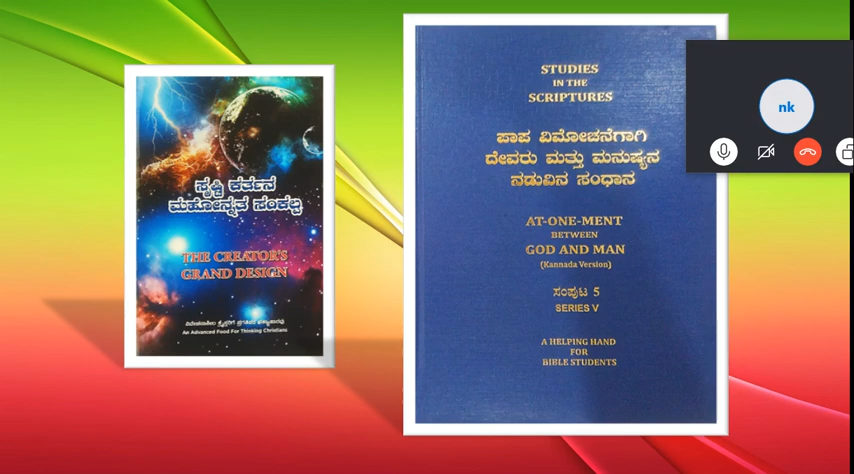 ಸೃಷ್ಟಿ ಕರ್ತನ
ಮಹೋನ್ನತ ಸಂಕಲ್ಪ
THE CREATOR'S
GRAND DESIGN
An Advanced Food For Thinking Christians
STUDIES
IN THE
SCRIPTURES
ಪಾಪ ವಿಮೋಚನೆಗಾಗಿ
ದೇವರು ಮತ್ತು ಮನುಷ್ಯನ
ನಡುವಿನ ಸಂಧಾನ
AT-ONE-MENT
BETWEEN
GOD AND MAN
(Kannada Version)
ಸಂಪುಟ 5
SERIES V
A HELPING HAND
FOR
BIBLE STUDENTS
nk